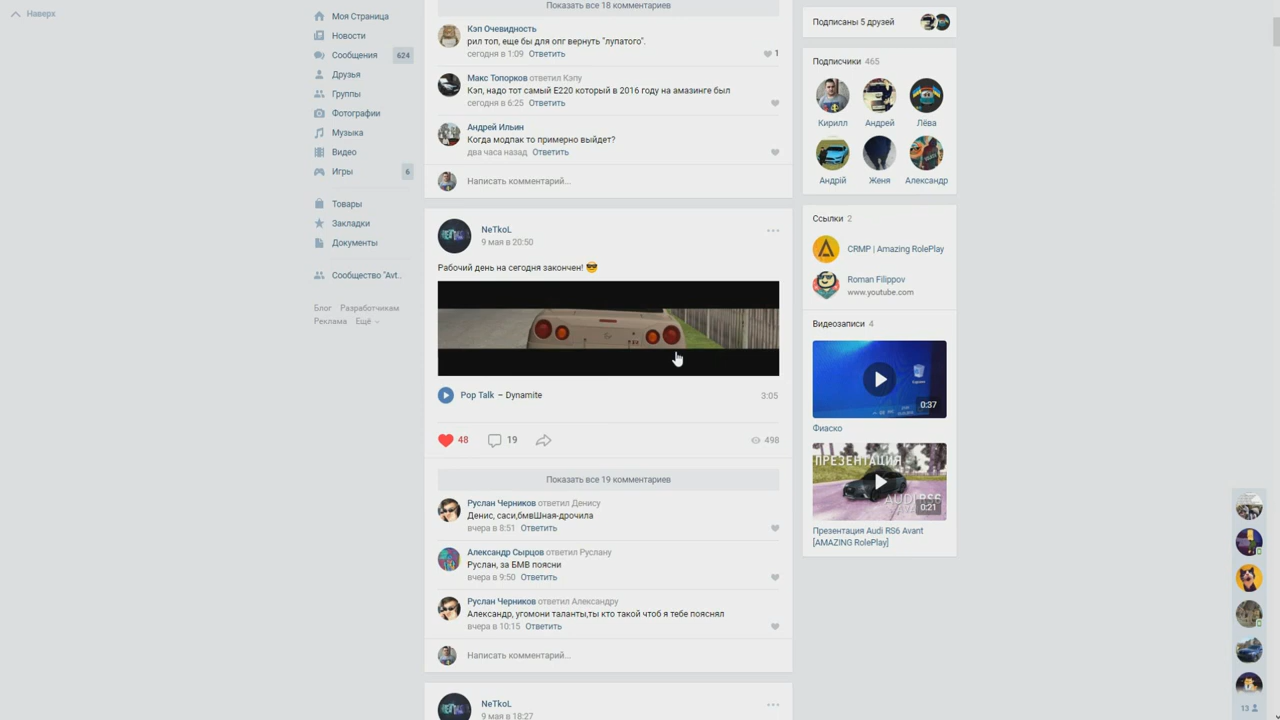 Наверх
Моя Страница
Новости
Сообщения 624
Друзья
Группы
Фотографии
Музыка
Видео
Игры 6
Товары
Закладки
Документы
Сообщество "Avt..
Блог Разработчикам
Реклама Ещё
Показать все 18 комментариев
Кэп Очевидность
рил топ, еще бы для опг вернуть "лупатого".
сегодня в 1:09 Ответить 1
Макс Топорков ответил Кэпу
Кэп, надо тот самый Е220 который в 2016 году на амазинге был
сегодня в 6:25 Ответить
Андрей Ильин
Когда модпак то примерно выйдет?
два часа назад Ответить
Написать комментарий...
NeTkoL
9 мая в 20:50
Рабочий день на сегодня закончен! 😎
Pop Talk – Dynamite 3:05
48 19 498
Показать все 19 комментариев
Руслан Черников ответил Денису
Денис, саси,бмвШная-дрочила
вчера в 8:51 Ответить
Александр Сырцов ответил Руслану
Руслан, за БМВ поясни
вчера в 9:50 Ответить
Руслан Черников ответил Александру
Александр, угомони таланты,ты кто такой чтоб я тебе пояснял
вчера в 10:15 Ответить
Написать комментарий...
NeTkoL
9 мая в 18:27
Подписаны 5 друзей
Подписчики 465
Кирилл Андрей Лёва
Андрій Женя Александр
Ссылки 2
CRMP | Amazing RolePlay
Roman Filippov
www.youtube.com
Видеозаписи 4
0:37
Фиаско
ПРЕЗЕНТАЦИЯ
0:21
Презентация Audi RS6 Avant
[AMAZING RolePlay]
13